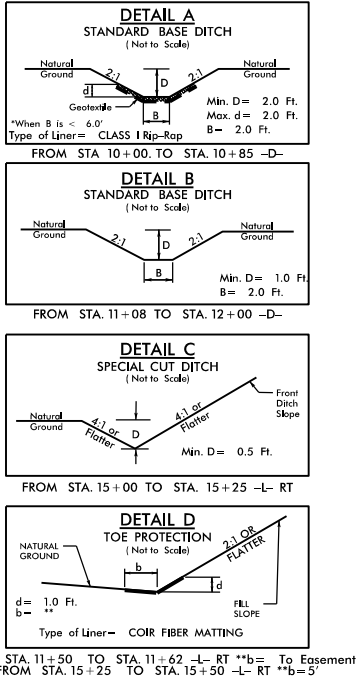 DETAIL A
STANDARD BASE DITCH
( Not to Scale)
Natural
Ground
2:1
D
2:1
Natural
Ground
d
Geotextile
B
Min. D= 2.0 Ft.
Max. d= 2.0 Ft.
B= 2.0 Ft.
*When B is < 6.0'
Type of Liner= CLASS I Rip-Rap
FROM STA. 10+00. TO STA. 10+85 -D-
DETAIL B
STANDARD BASE DITCH
( Not to Scale)
Natural
Ground
2:1
D
2:1
Natural
Ground
B
Min. D= 1.0 Ft.
B= 2.0 Ft.
FROM STA. 11+08 TO STA. 12+00 -D-
DETAIL C
SPECIAL CUT DITCH
( Not to Scale)
Natural
Ground
4:1 or
Flatter
D
4:1 or
Flatter
Front
Ditch
Slope
Min. D= 0.5 Ft.
FROM STA. 15+00 TO STA. 15+25 -L- RT
DETAIL D
TOE PROTECTION
( Not to Scale)
NATURAL
GROUND
b
2:1 OR
FLATTER
d
d= 1.0 Ft.
b= **
FILL
SLOPE
Type of Liner= COIR FIBER MATTING
STA. 11+50 TO STA. 11+62 -L- RT **b= To Easement
FROM STA. 15+25 TO STA. 15+50 -L- RT **b=5'